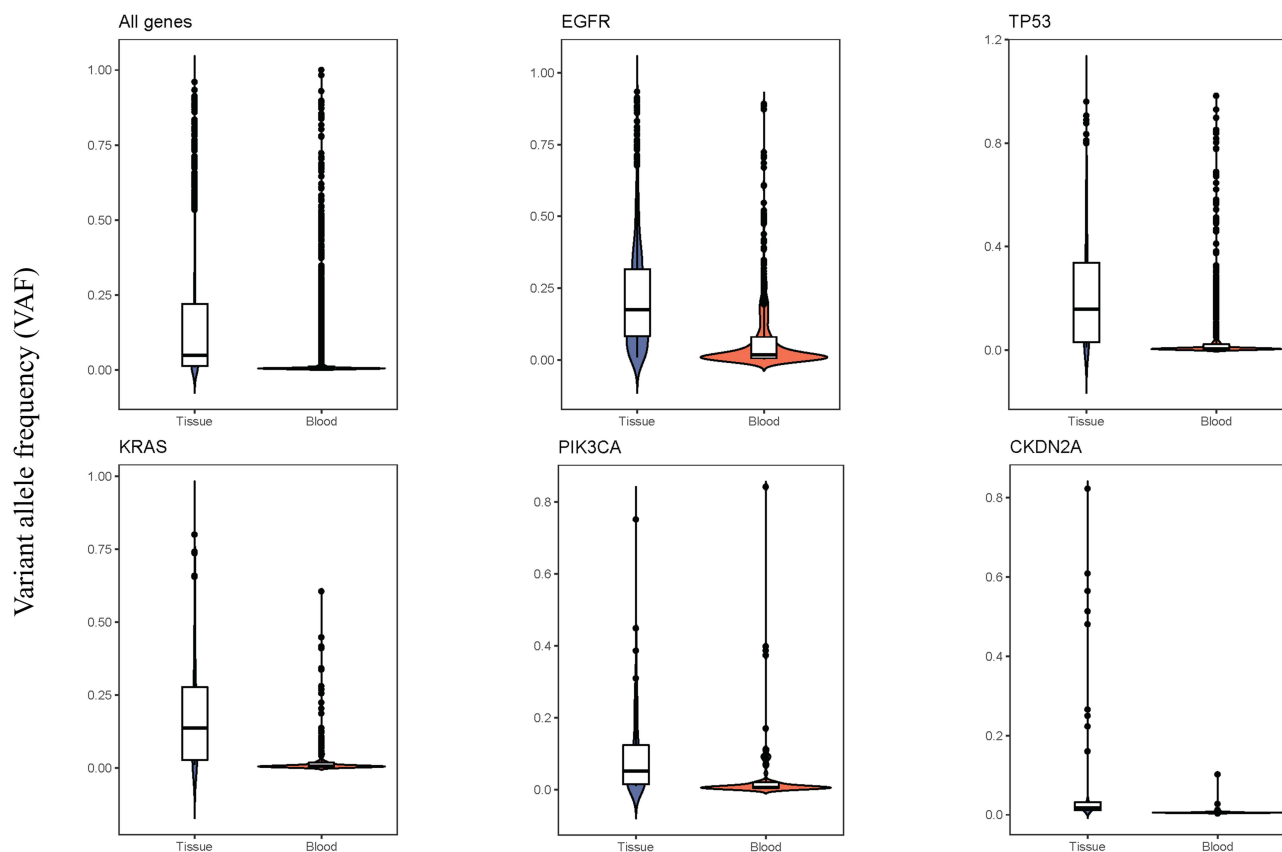 Variant allele frequency (VAF)
All genes
1.00
0.75
0.50
0.25
0.00
Tissue Blood
EGFR
1.00
0.75
0.50
0.25
0.00
Tissue Blood
TP53
1.2
0.8
0.4
0.0
Tissue Blood
KRAS
1.00
0.75
0.50
0.25
0.00
Tissue Blood
PIK3CA
0.8
0.6
0.4
0.2
0.0
Tissue Blood
CKDN2A
0.8
0.6
0.4
0.2
0.0
Tissue Blood